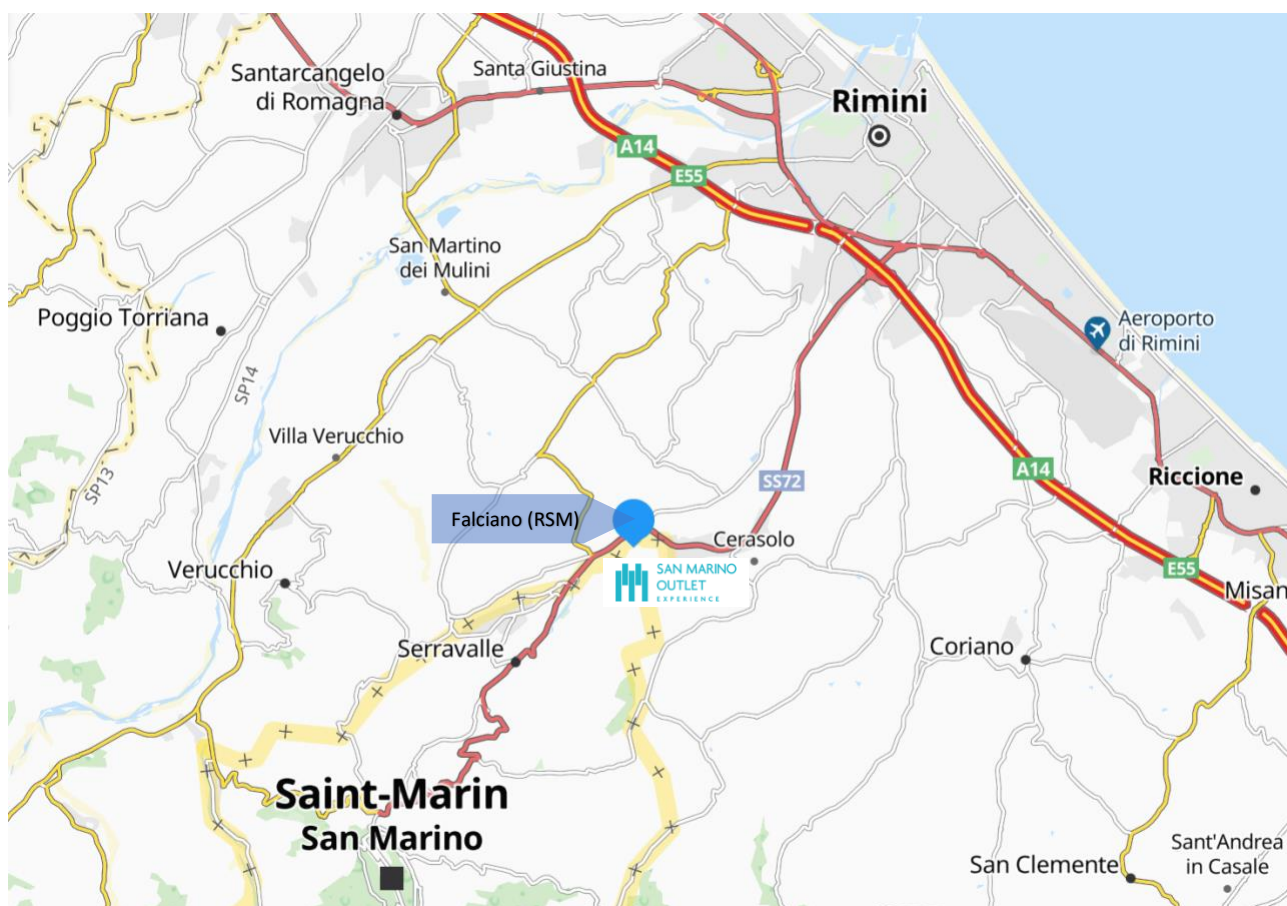 Santarcangelo
di Romagna
Santa Giustina
Rimini
A14
E55
San Martino
dei Mulini
Poggio Torriana
Aeroporto
di Rimini
SP14
Villa Verucchio
SP13
SS72
A14
Riccione
Falciano (RSM)
Cerasolo
SAN MARINO
OUTLET
EXPERIENCE
Verucchio
E55
Misan
Serravalle
Coriano
Saint-Marin
San Marino
San Clemente
Sant'Andrea
in Casale